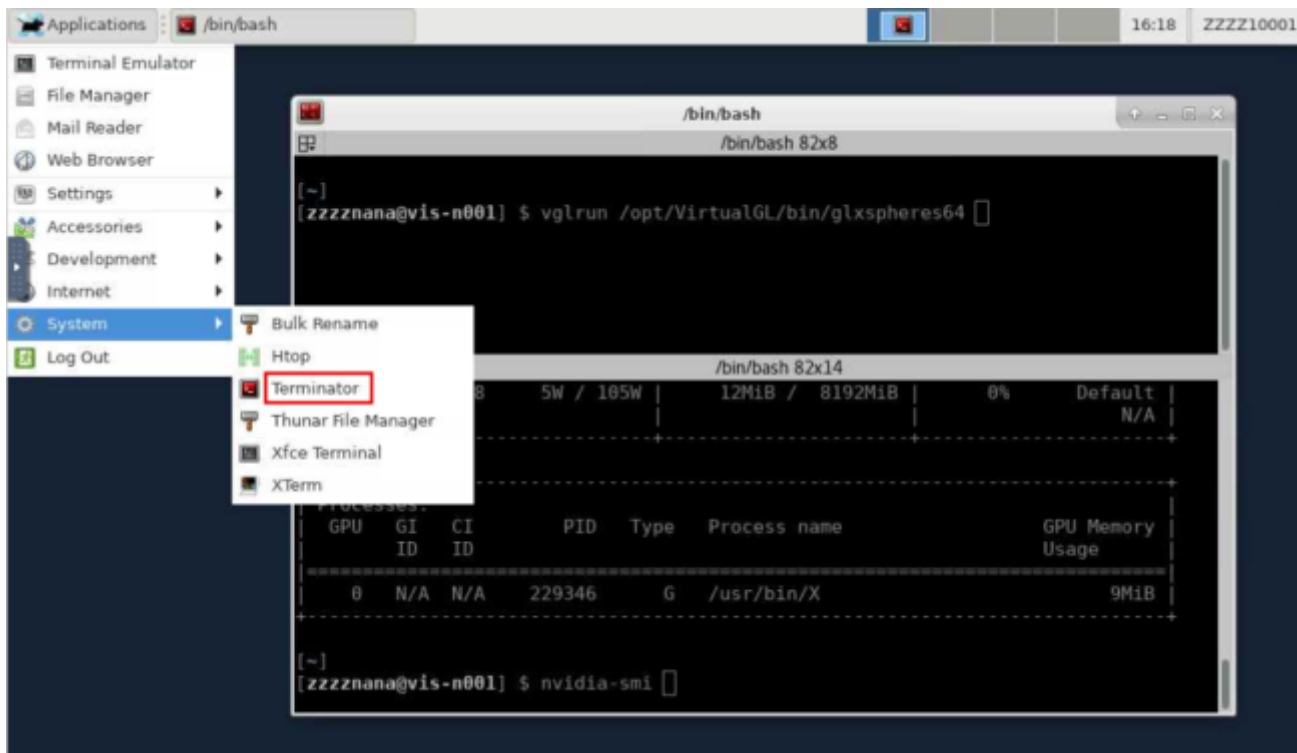 Applications /bin/bash 16:18 ZZZZ10001
Terminal Emulator
File Manager
Mail Reader
Web Browser
Settings
Accessories
Development
Internet
System
Log Out
Bulk Rename
Htop
Terminator
Thunar File Manager
Xfce Terminal
XTerm
/bin/bash
/bin/bash 82x8
[~]
[zzzznana@vis-n001] $ vglrun /opt/VirtualGL/bin/glxspheres64
/bin/bash 82x14
8 5W / 105W | 12MiB / 8192MiB | 0% Default |
| | N/A |
Processes:
| GPU GI CI PID Type Process name GPU Memory |
| ID ID Usage |
| 0 N/A N/A 229346 G /usr/bin/X 9MiB |
[~]
[zzzznana@vis-n001] $ nvidia-smi